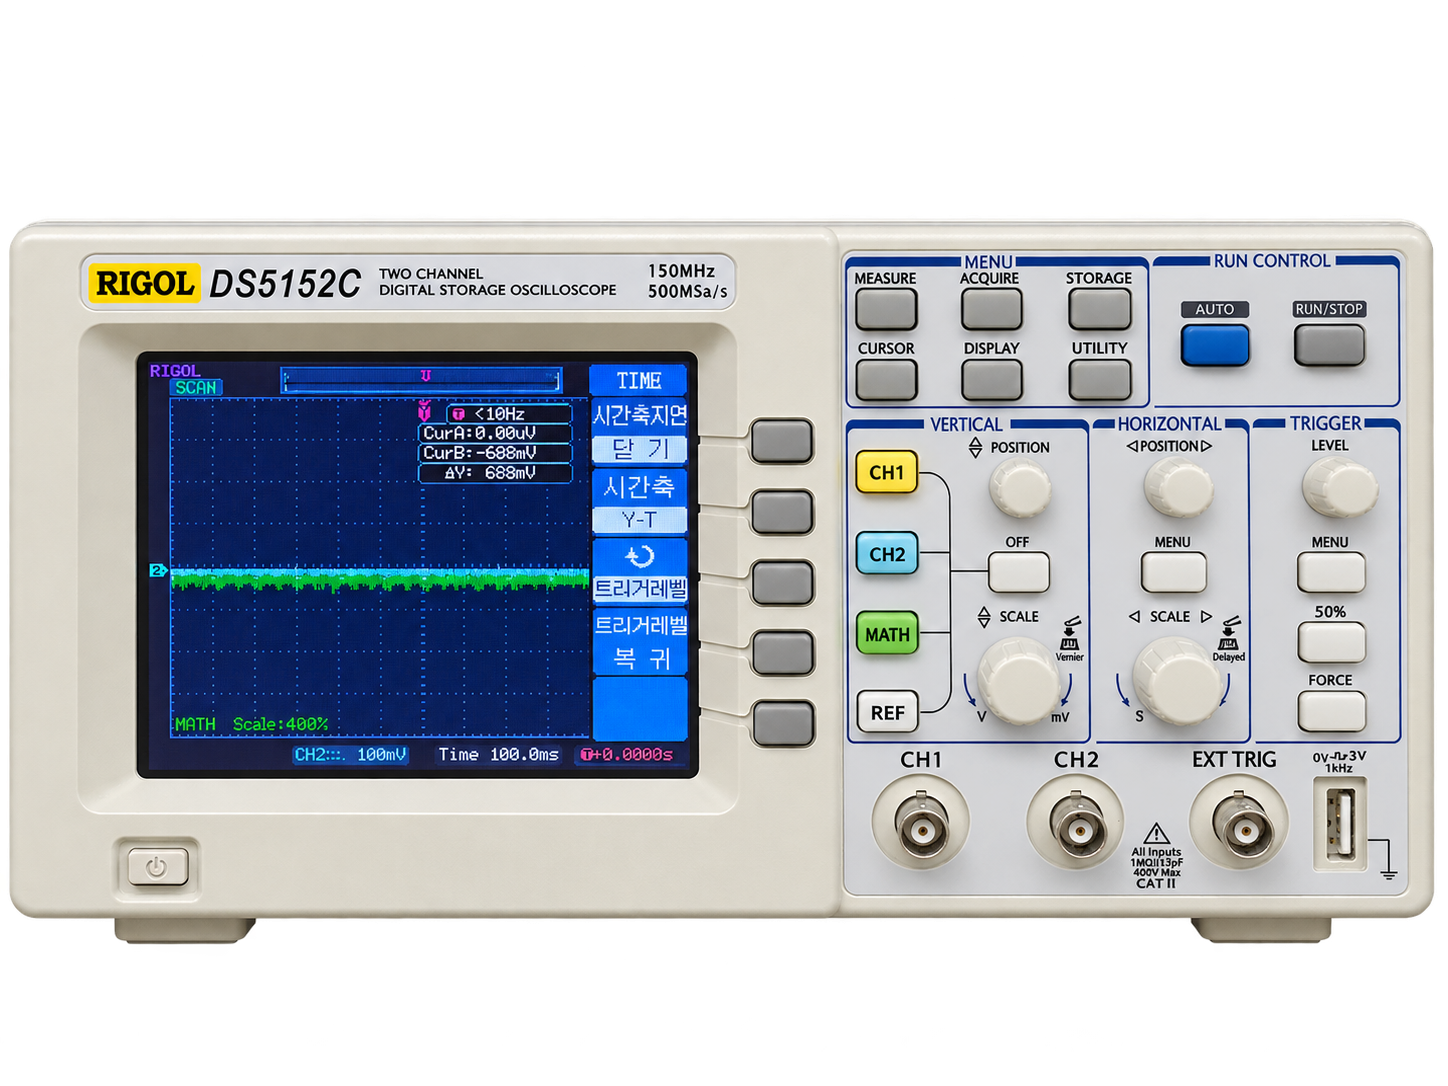 RIGOL DS5152C TWO CHANNEL
DIGITAL STORAGE OSCILLOSCOPE
150MHz
500MSa/s
RIGOL
SCAN
T <10Hz
CurA:0.00uV
CurB:-688mV
ΔY: 688mV
2
MATH Scale:400%
CH2 100mV Time 100.0ms T+0.0000s
TIME
시간축지연
닫 기
시간축
Y-T
트리거레벨
트리거레벨
복 귀
MENU
MEASURE ACQUIRE STORAGE
CURSOR DISPLAY UTILITY
RUN CONTROL
AUTO RUN/STOP
VERTICAL
POSITION
CH1
CH2
OFF
MATH
SCALE
Vernier
REF
V mV
HORIZONTAL
POSITION
MENU
SCALE
Delayed
S
TRIGGER
LEVEL
MENU
50%
FORCE
CH1 CH2 EXT TRIG
0V 3V
1kHz
All Inputs
400V Max
CAT II